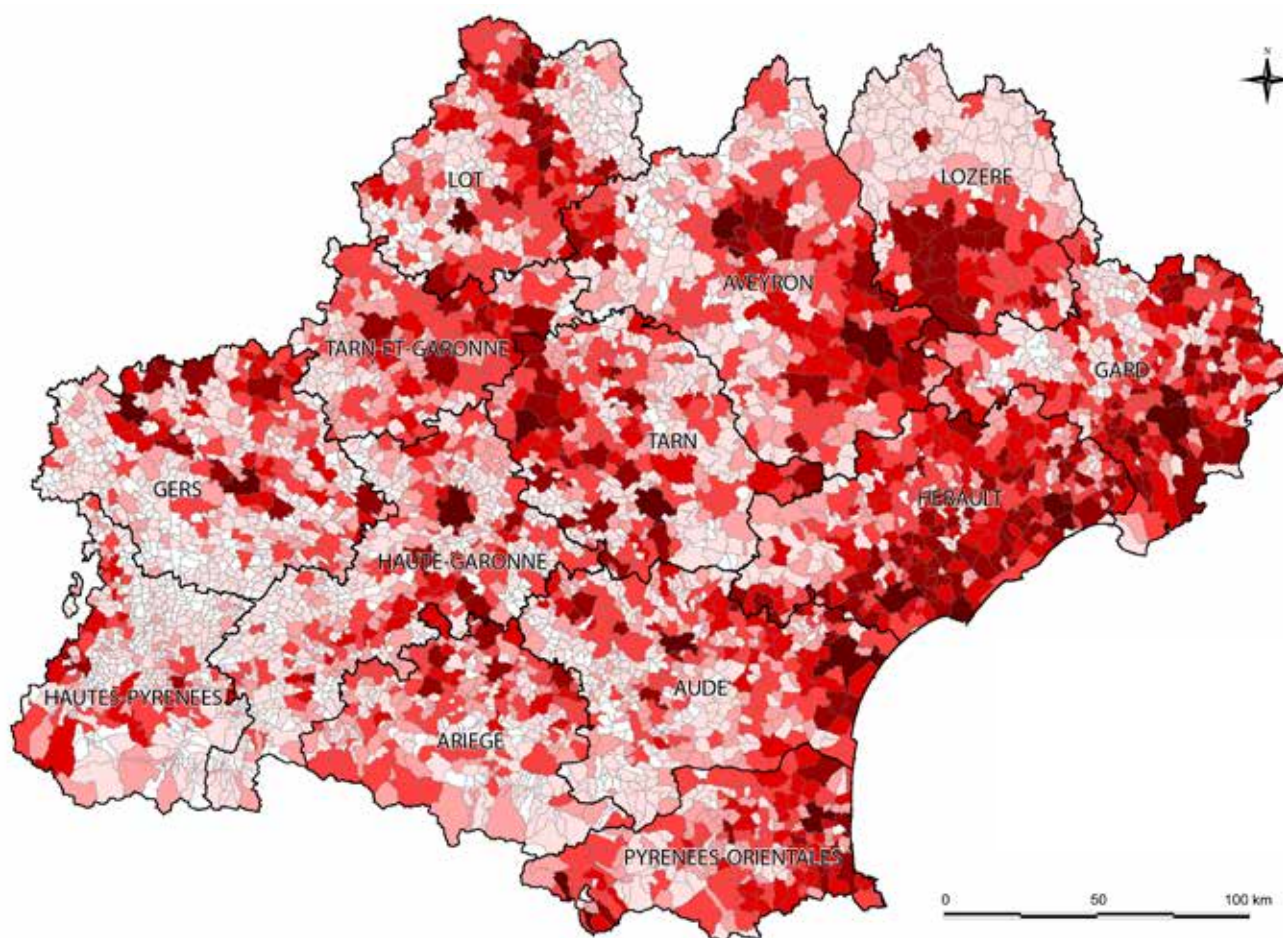 N
LOT
LOZERE
AVEYRON
TARN-ET-GARONNE
GARD
TARN
GERS
HERAULT
HAUTE-GARONNE
HAUTES-PYRENEES
AUDE
ARIEGE
PYRENEES-ORIENTALES
0 50 100 km